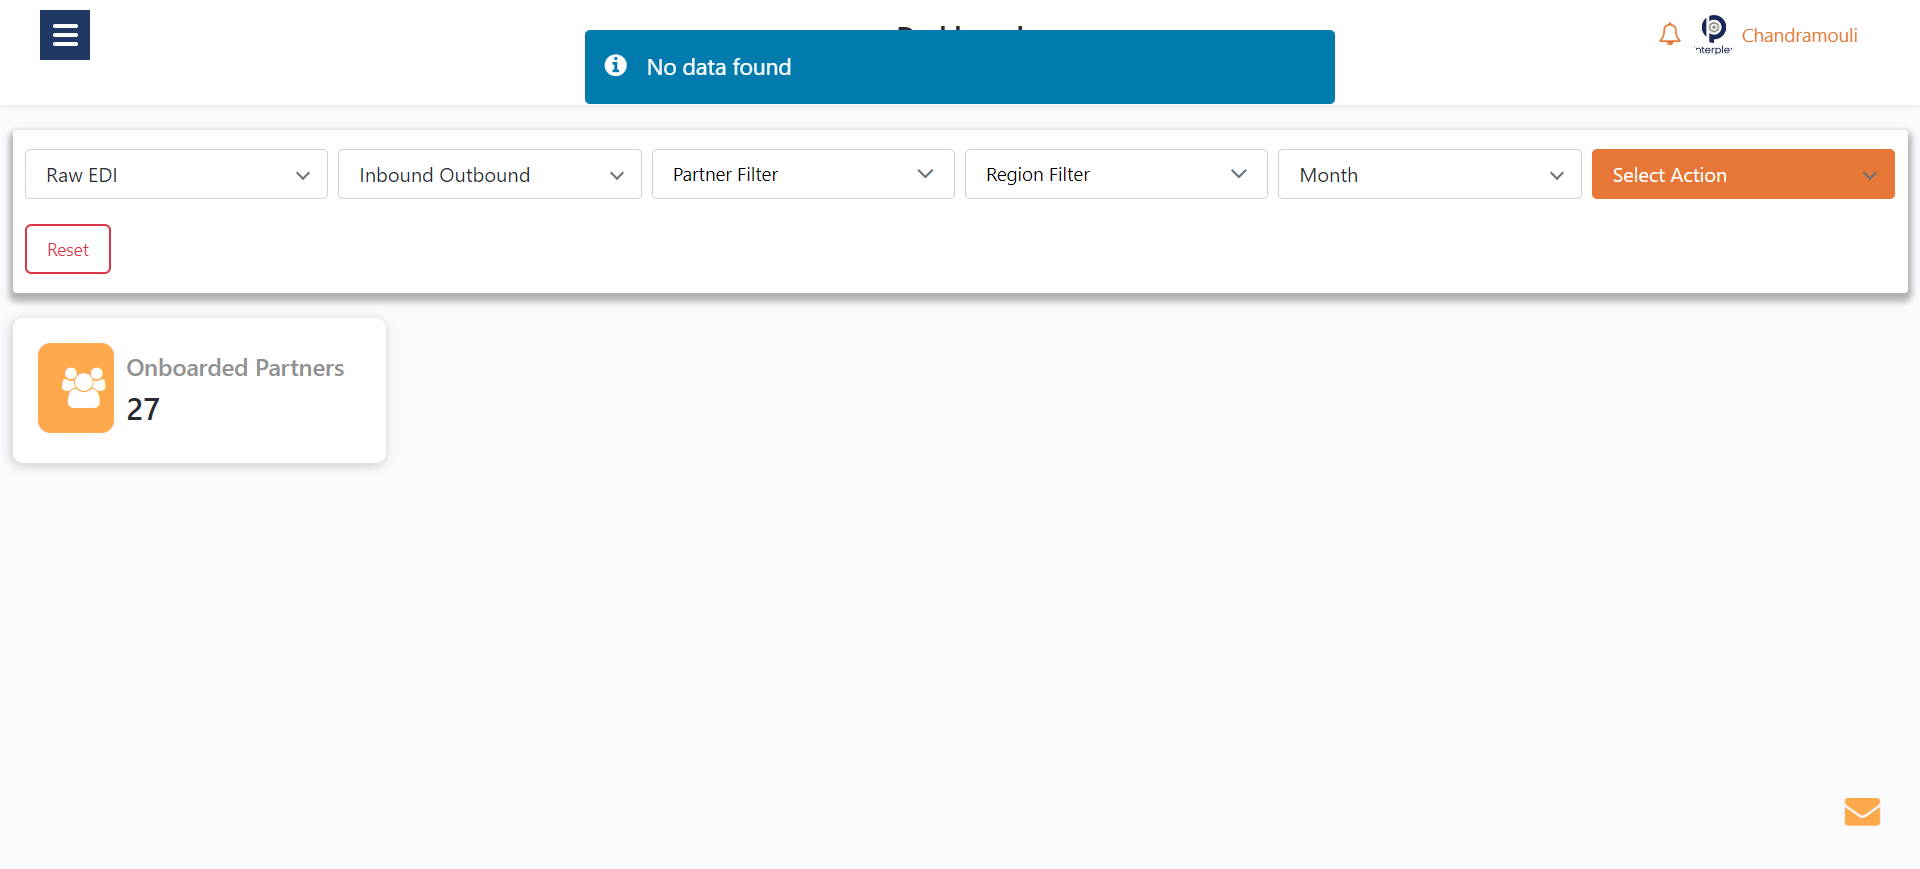 No data found
Chandramouli
Raw EDI
Inbound Outbound
Partner Filter
Region Filter
Month
Select Action
Reset
Onboarded Partners
27